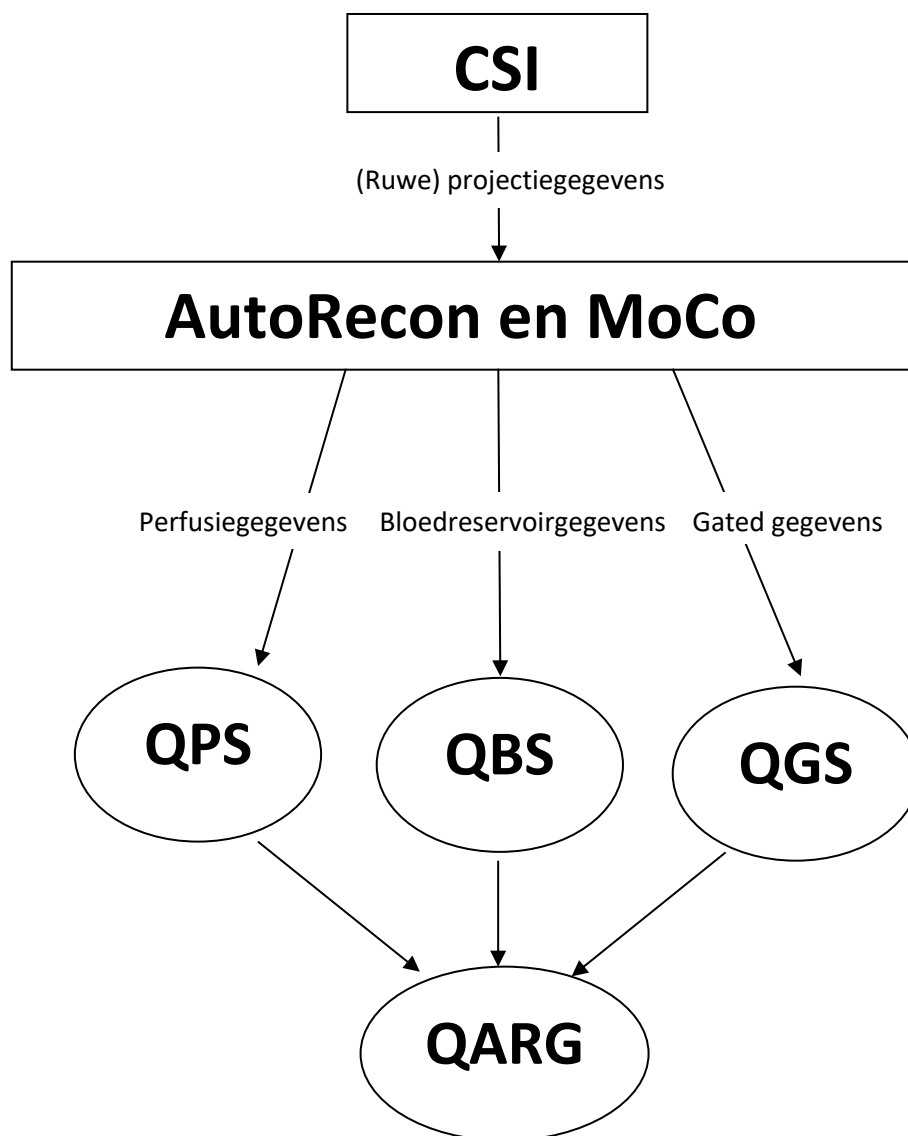 CSI
(Ruwe) projectiegegevens
AutoRecon en MoCo
Perfusiegegevens
Bloedreservoirgegevens
Gated gegevens
QPS
QBS
QGS
QARG